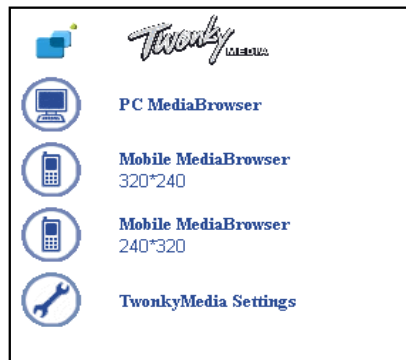 Twonky MEDIA
PC MediaBrowser
Mobile MediaBrowser
320*240
Mobile MediaBrowser
240*320
TwonkyMedia Settings